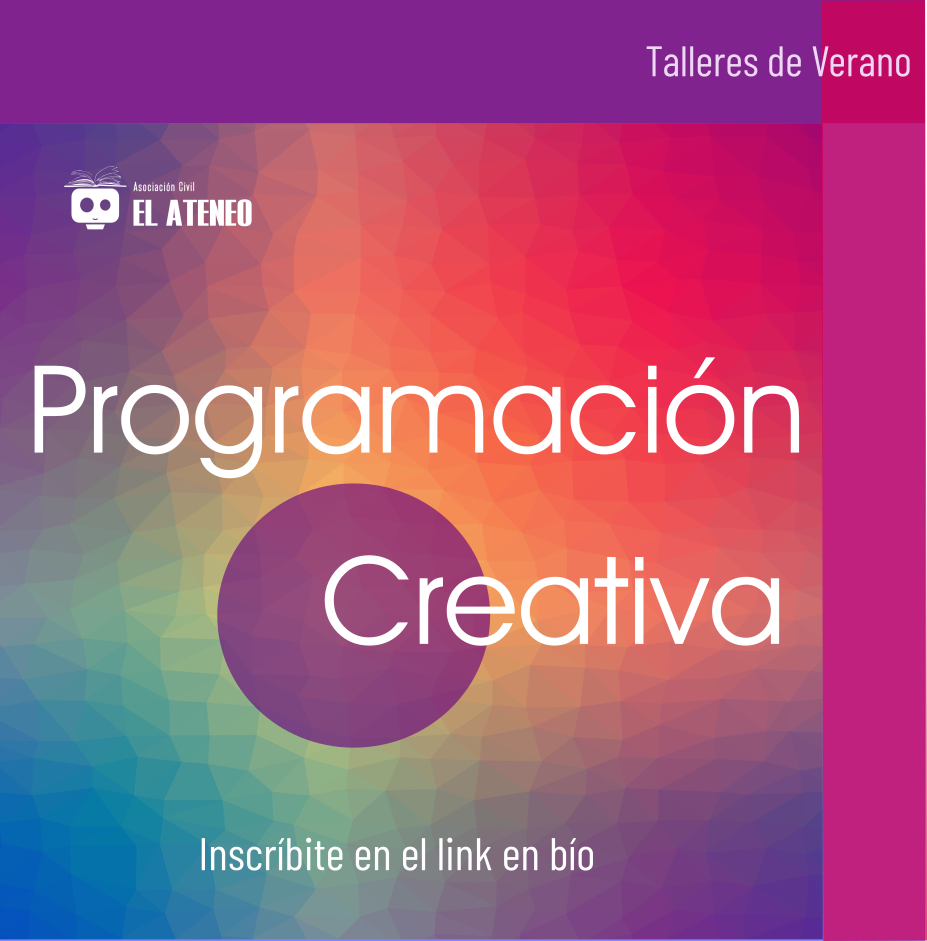 Talleres de Verano
Asociación Civil
EL ATENEO
Programación
Creativa
Inscríbite en el link en bío